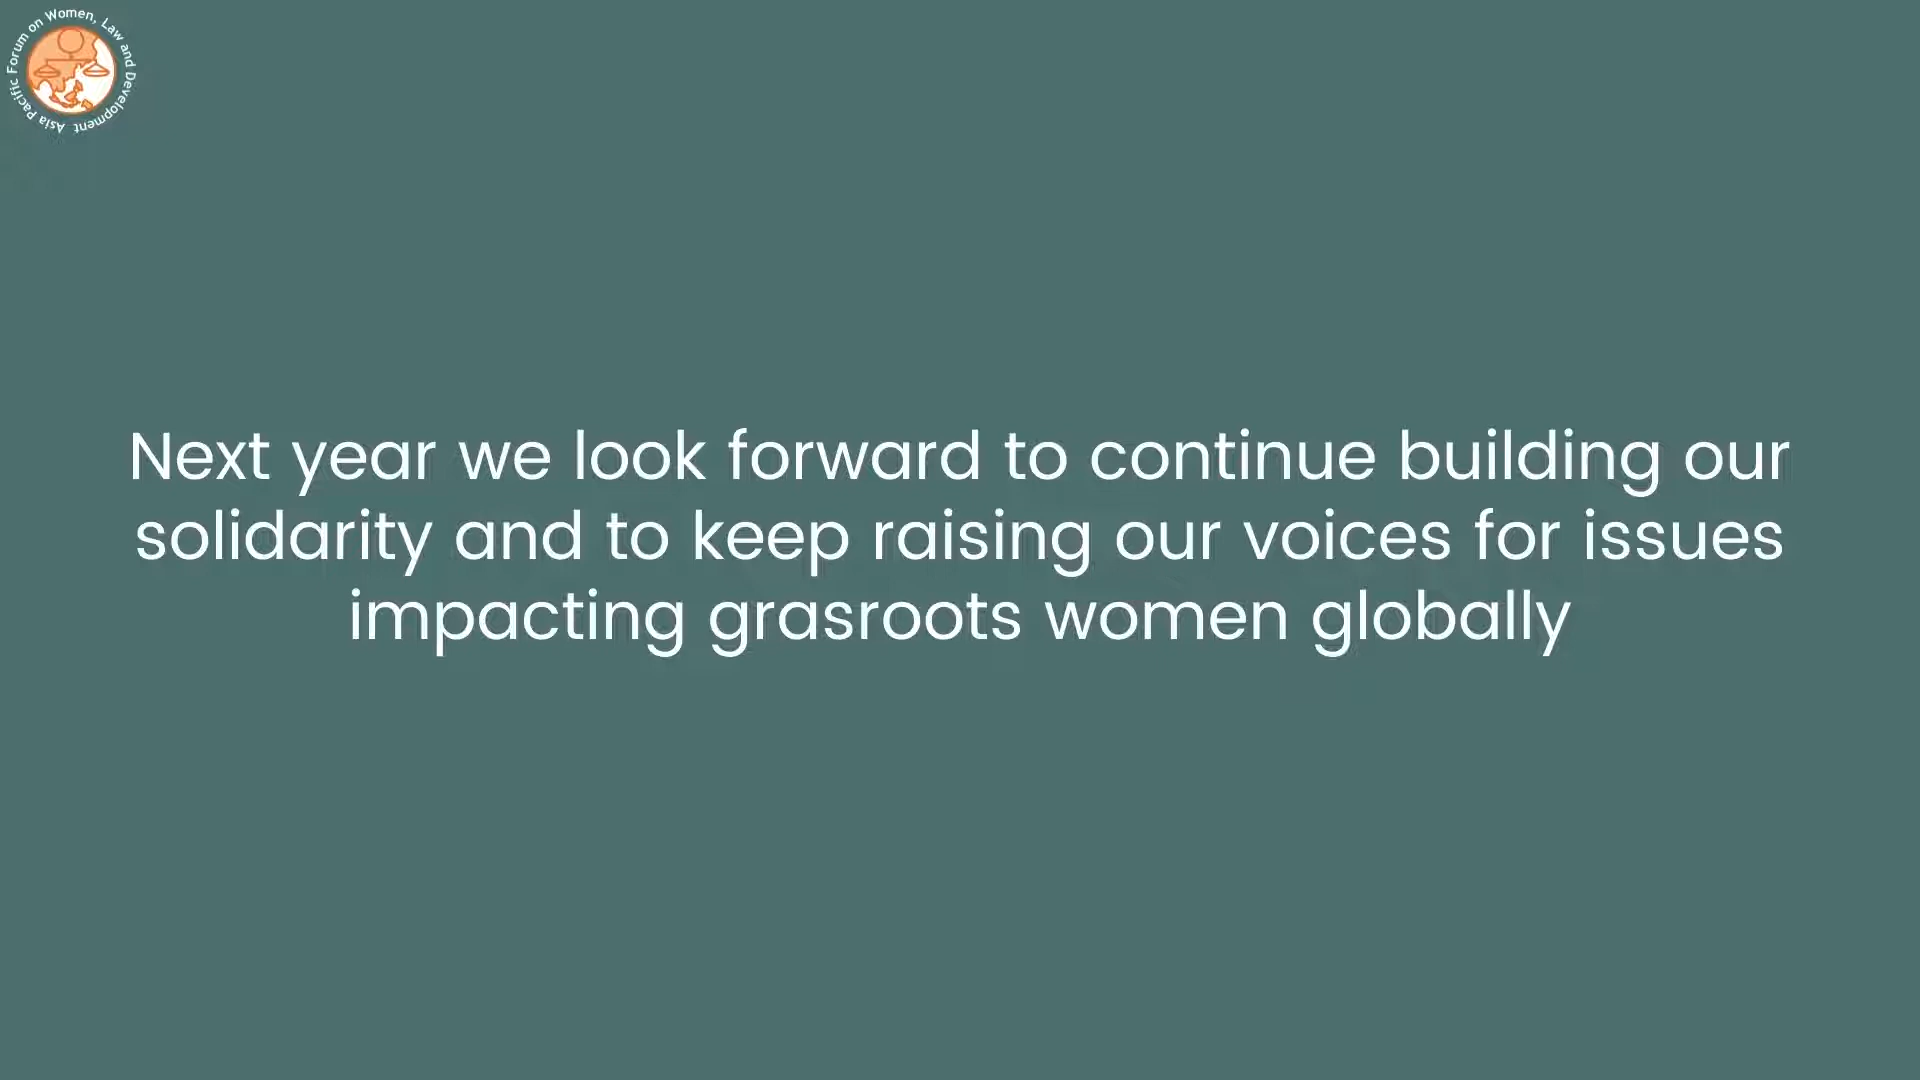 Asia Pacific Forum on Women, Law and Development
Next year we look forward to continue building our
solidarity and to keep raising our voices for issues
impacting grasroots women globally